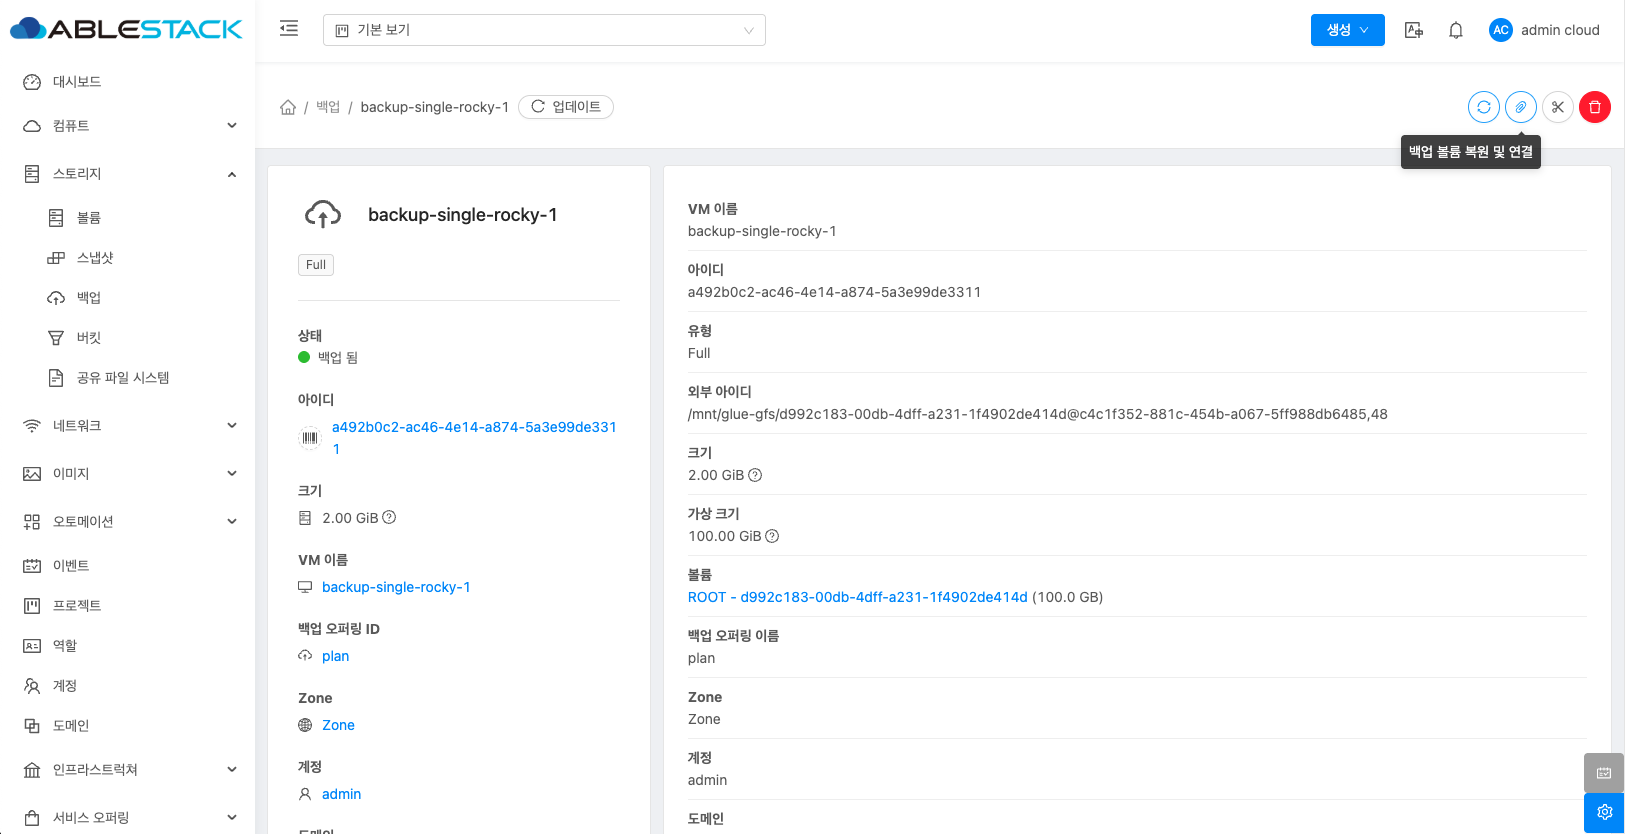 ABLESTACK
기본 보기
생성
AC
admin cloud
대시보드
컴퓨트
스토리지
볼륨
스냅샷
백업
버킷
공유 파일 시스템
네트워크
이미지
오토메이션
이벤트
프로젝트
역할
계정
도메인
인프라스트럭쳐
서비스 오퍼링
/ 백업 / backup-single-rocky-1
업데이트
백업 볼륨 복원 및 연결
backup-single-rocky-1
Full
상태
백업 됨
아이디
a492b0c2-ac46-4e14-a874-5a3e99de331
1
크기
2.00 GiB
VM 이름
backup-single-rocky-1
백업 오퍼링 ID
plan
Zone
Zone
계정
admin
도메인
VM 이름
backup-single-rocky-1
아이디
a492b0c2-ac46-4e14-a874-5a3e99de3311
유형
Full
외부 아이디
/mnt/glue-gfs/d992c183-00db-4dff-a231-1f4902de414d@c4c1f352-881c-454b-a067-5ff988db6485,48
크기
2.00 GiB
가상 크기
100.00 GiB
볼륨
ROOT - d992c183-00db-4dff-a231-1f4902de414d (100.0 GB)
백업 오퍼링 이름
plan
Zone
Zone
계정
admin
도메인